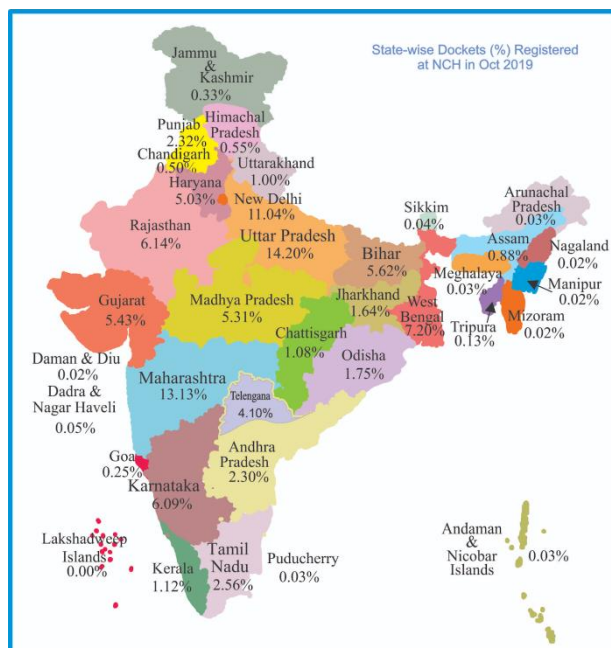 State-wise Dockets (%) Registered
at NCH in Oct 2019
Jammu
&
Kashmir
0.33%
Himachal
Pradesh
0.55%
Punjab
2.32%
Chandigarh
0.50%
Uttarakhand
1.00%
Haryana
5.03%
New Delhi
11.04%
Rajasthan
6.14%
Uttar Pradesh
14.20%
Bihar
5.62%
Sikkim
0.04%
Arunachal
Pradesh
0.03%
Assam
0.88%
Nagaland
0.02%
Meghalaya
0.03%
Manipur
0.02%
Mizoram
0.02%
Tripura
0.13%
West
Bengal
7.20%
Jharkhand
1.64%
Gujarat
5.43%
Madhya Pradesh
5.31%
Chattisgarh
1.08%
Odisha
1.75%
Daman & Diu
0.02%
Dadra &
Nagar Haveli
0.05%
Maharashtra
13.13%
Telengana
4.10%
Andhra
Pradesh
2.30%
Goa
0.25%
Karnataka
6.09%
Lakshadweep
Islands
0.00%
Kerala
1.12%
Tamil
Nadu
2.56%
Puducherry
0.03%
Andaman
&
Nicobar
Islands
0.03%